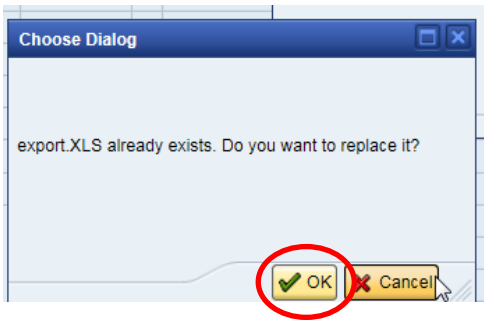 Choose Dialog
export.XLS already exists. Do you want to replace it?
OK Cancel